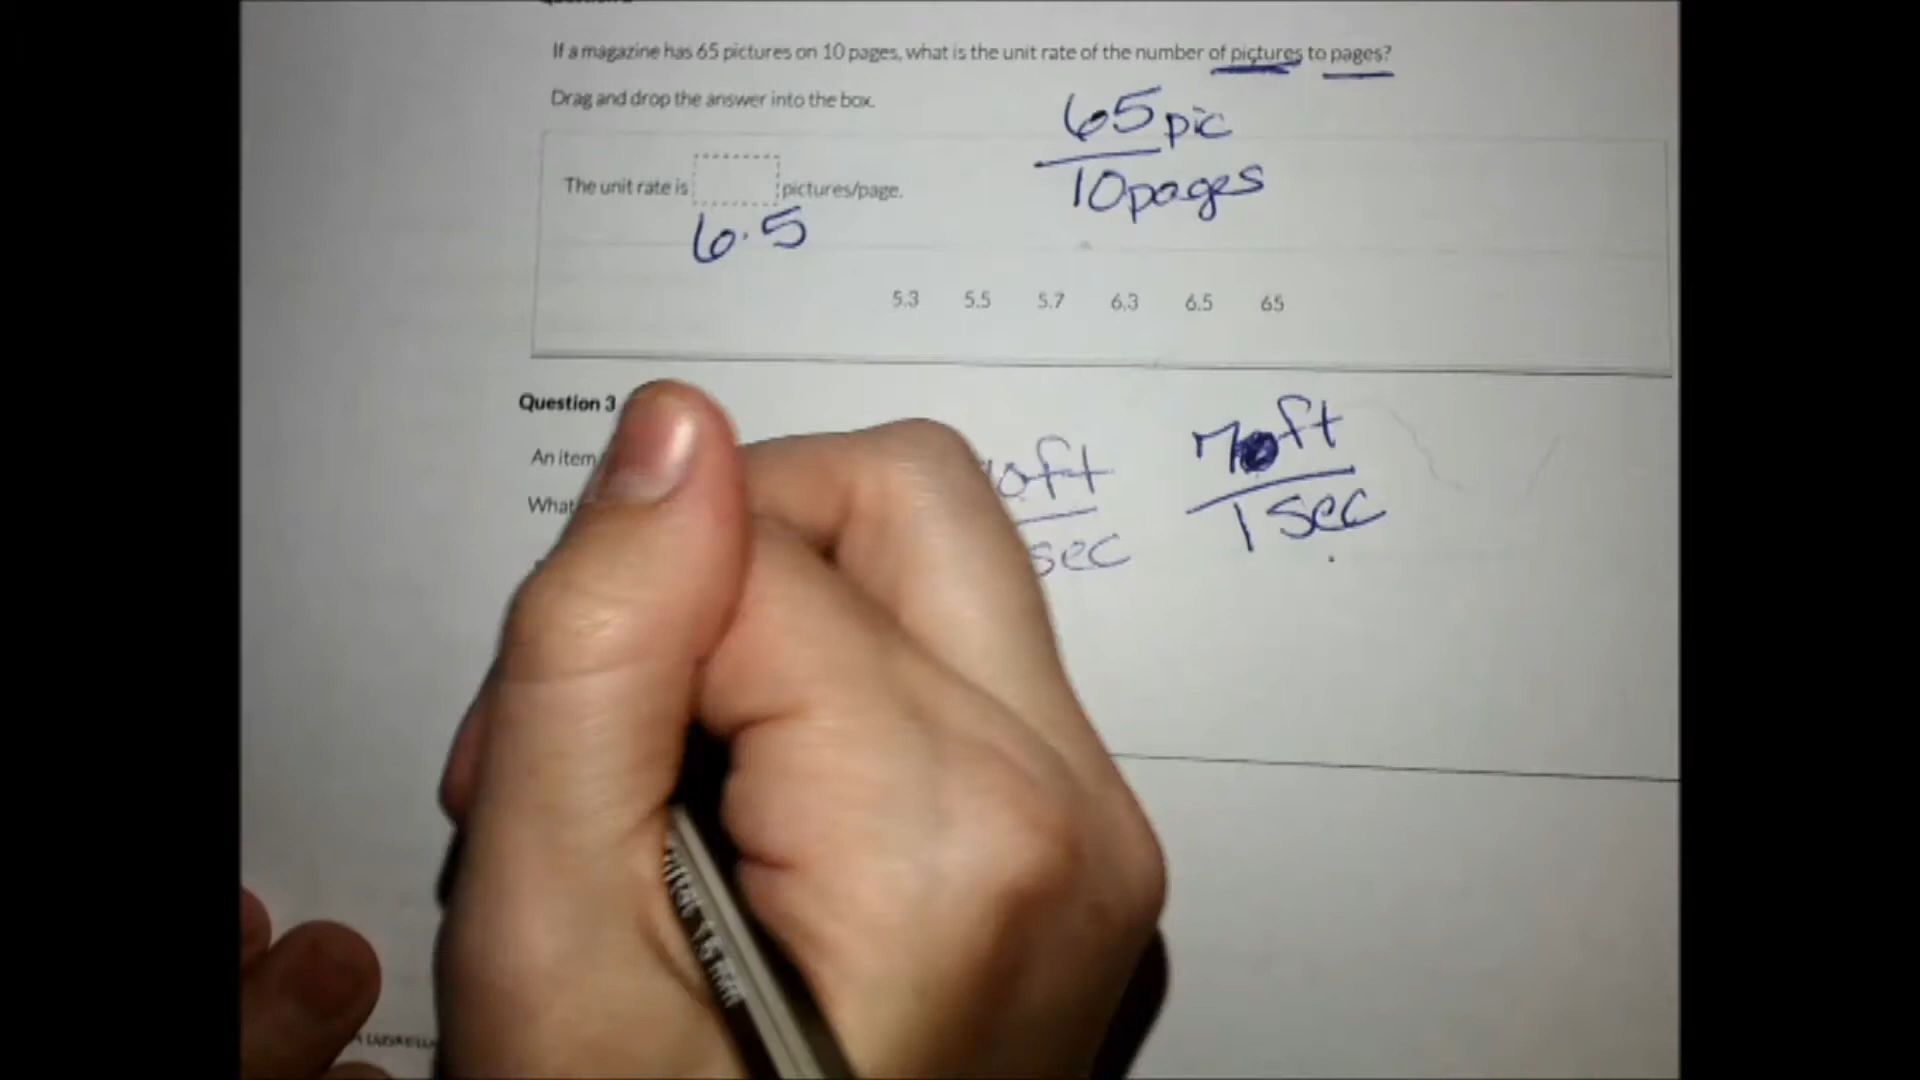 If a magazine has 65 pictures on 10 pages, what is the unit rate of the number of pictures to pages?
Drag and drop the answer into the box.
65 pic
10 pages
The unit rate is pictures/page.
6.5
5.3 5.5 5.7 6.3 6.5 65
Question 3
An item
What
ft
sec
7 ft
1 sec